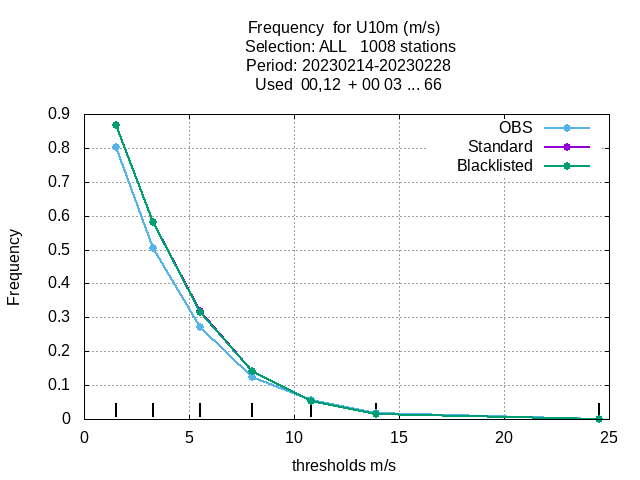 Frequency  for U10m (m/s)
Selection: ALL   1008 stations
Period: 20230214-20230228
Used  00,12  + 00 03 ... 66
OBS
Standard
Blacklisted
Frequency
0.9
0.8
0.7
0.6
0.5
0.4
0.3
0.2
0.1
0
0 5 10 15 20 25
thresholds m/s